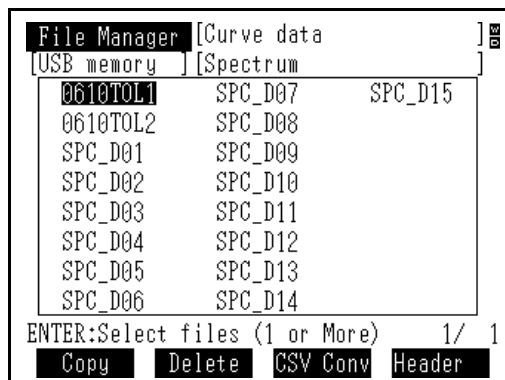 File Manager [Curve data ] WD
[USB memory ][Spectrum ]
0610TOL1 SPC_D07 SPC_D15
0610TOL2 SPC_D08
SPC_D01 SPC_D09
SPC_D02 SPC_D10
SPC_D03 SPC_D11
SPC_D04 SPC_D12
SPC_D05 SPC_D13
SPC_D06 SPC_D14
ENTER:Select files (1 or More) 1/ 1
Copy Delete CSV Conv Header